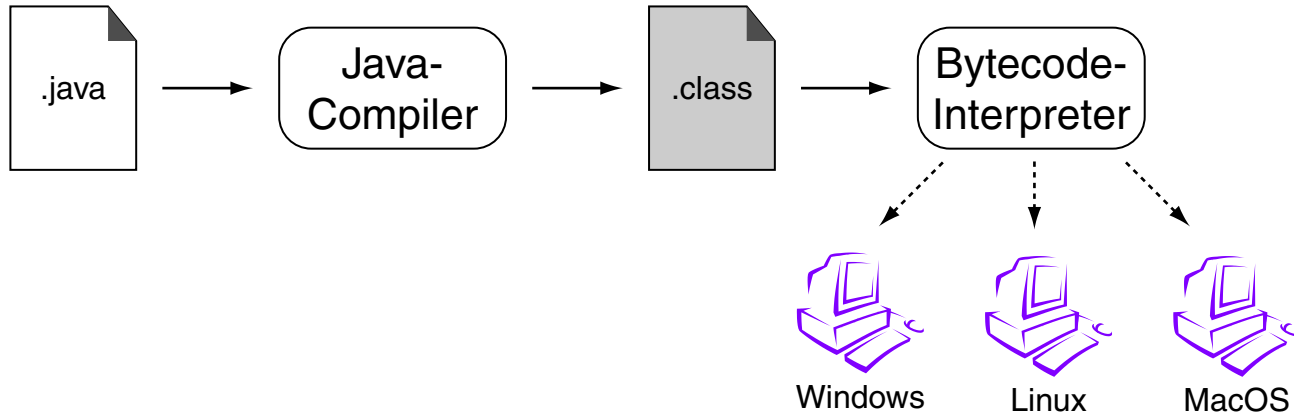 .java
Java-
Compiler
.class
Bytecode-
Interpreter
Windows
Linux
MacOS